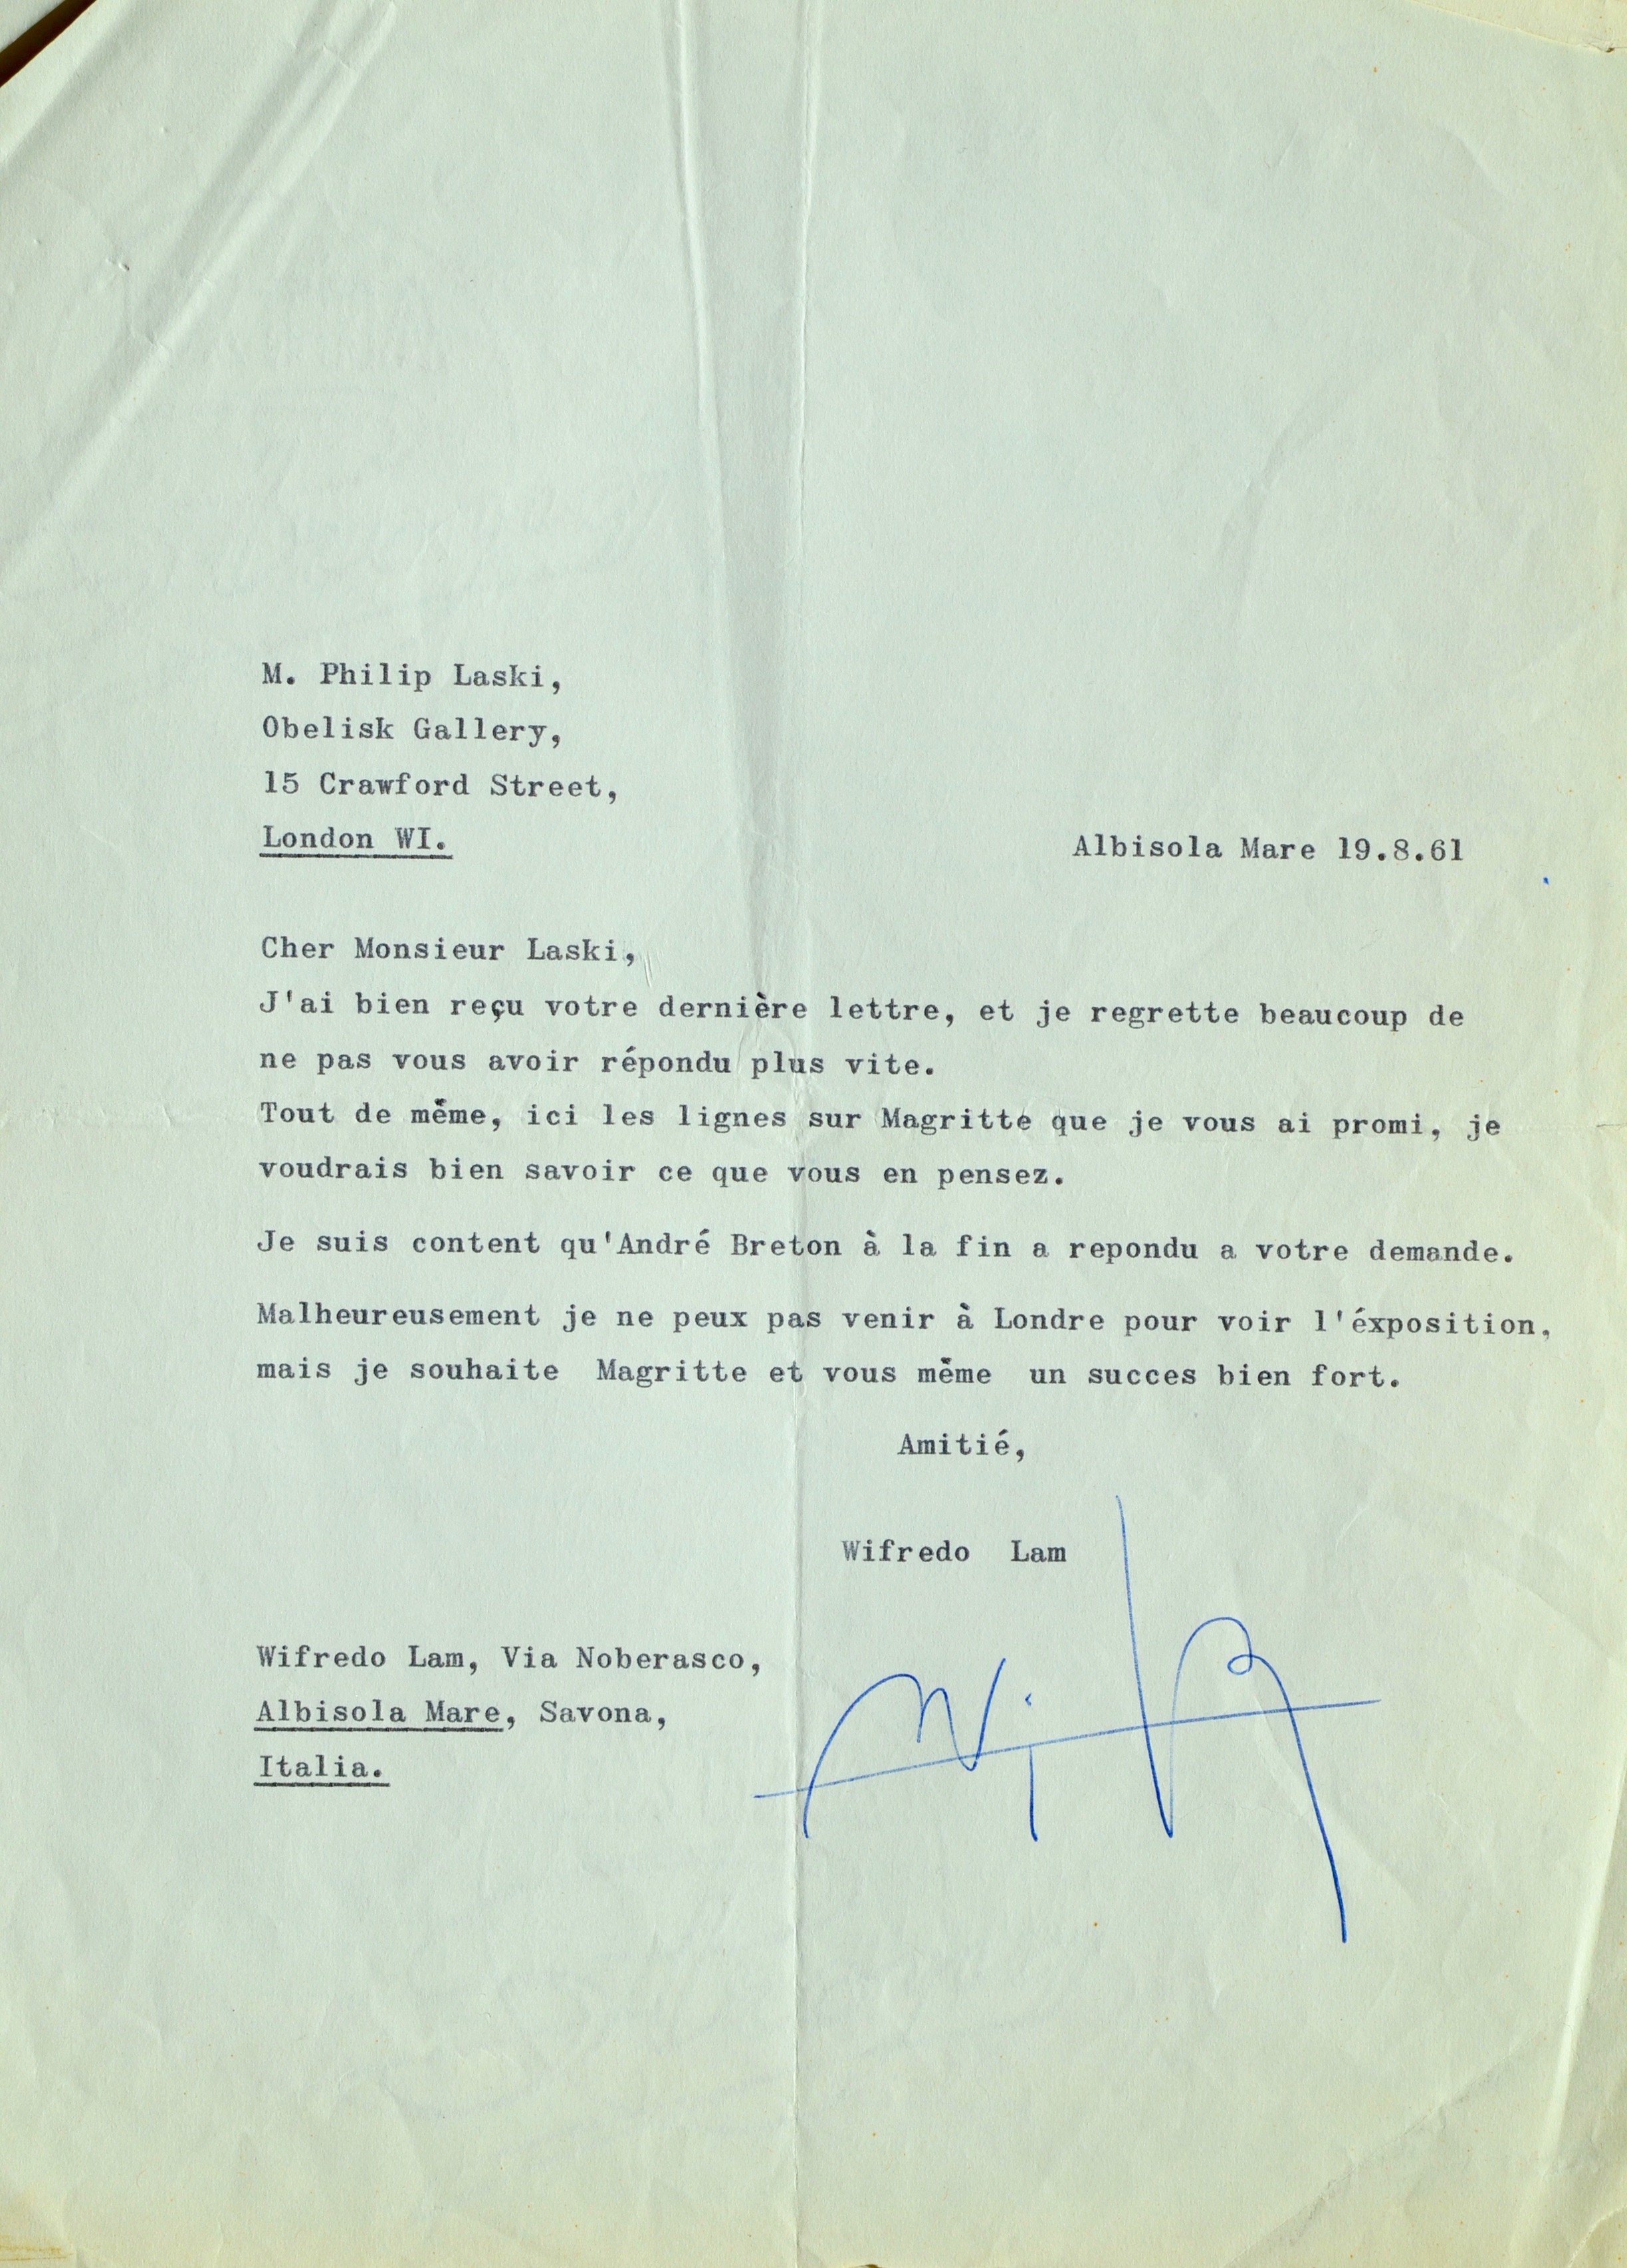 M. Philip Laski,
Obelisk Gallery,
15 Crawford Street,
London WI.
Albisola Mare 19.8.61
Cher Monsieur Laski,
J'ai bien reçu votre dernière lettre, et je regrette beaucoup de
ne pas vous avoir répondu plus vite.
Tout de même, ici les lignes sur Magritte que je vous ai promi, je
voudrais bien savoir ce que vous en pensez.
Je suis content qu'André Breton à la fin a repondu a votre demande.
Malheureusement je ne peux pas venir à Londre pour voir l'éxposition,
mais je souhaite Magritte et vous même un succes bien fort.
Amitié,
Wifredo Lam
Wifredo Lam, Via Noberasco,
Albisola Mare, Savona,
Italia.